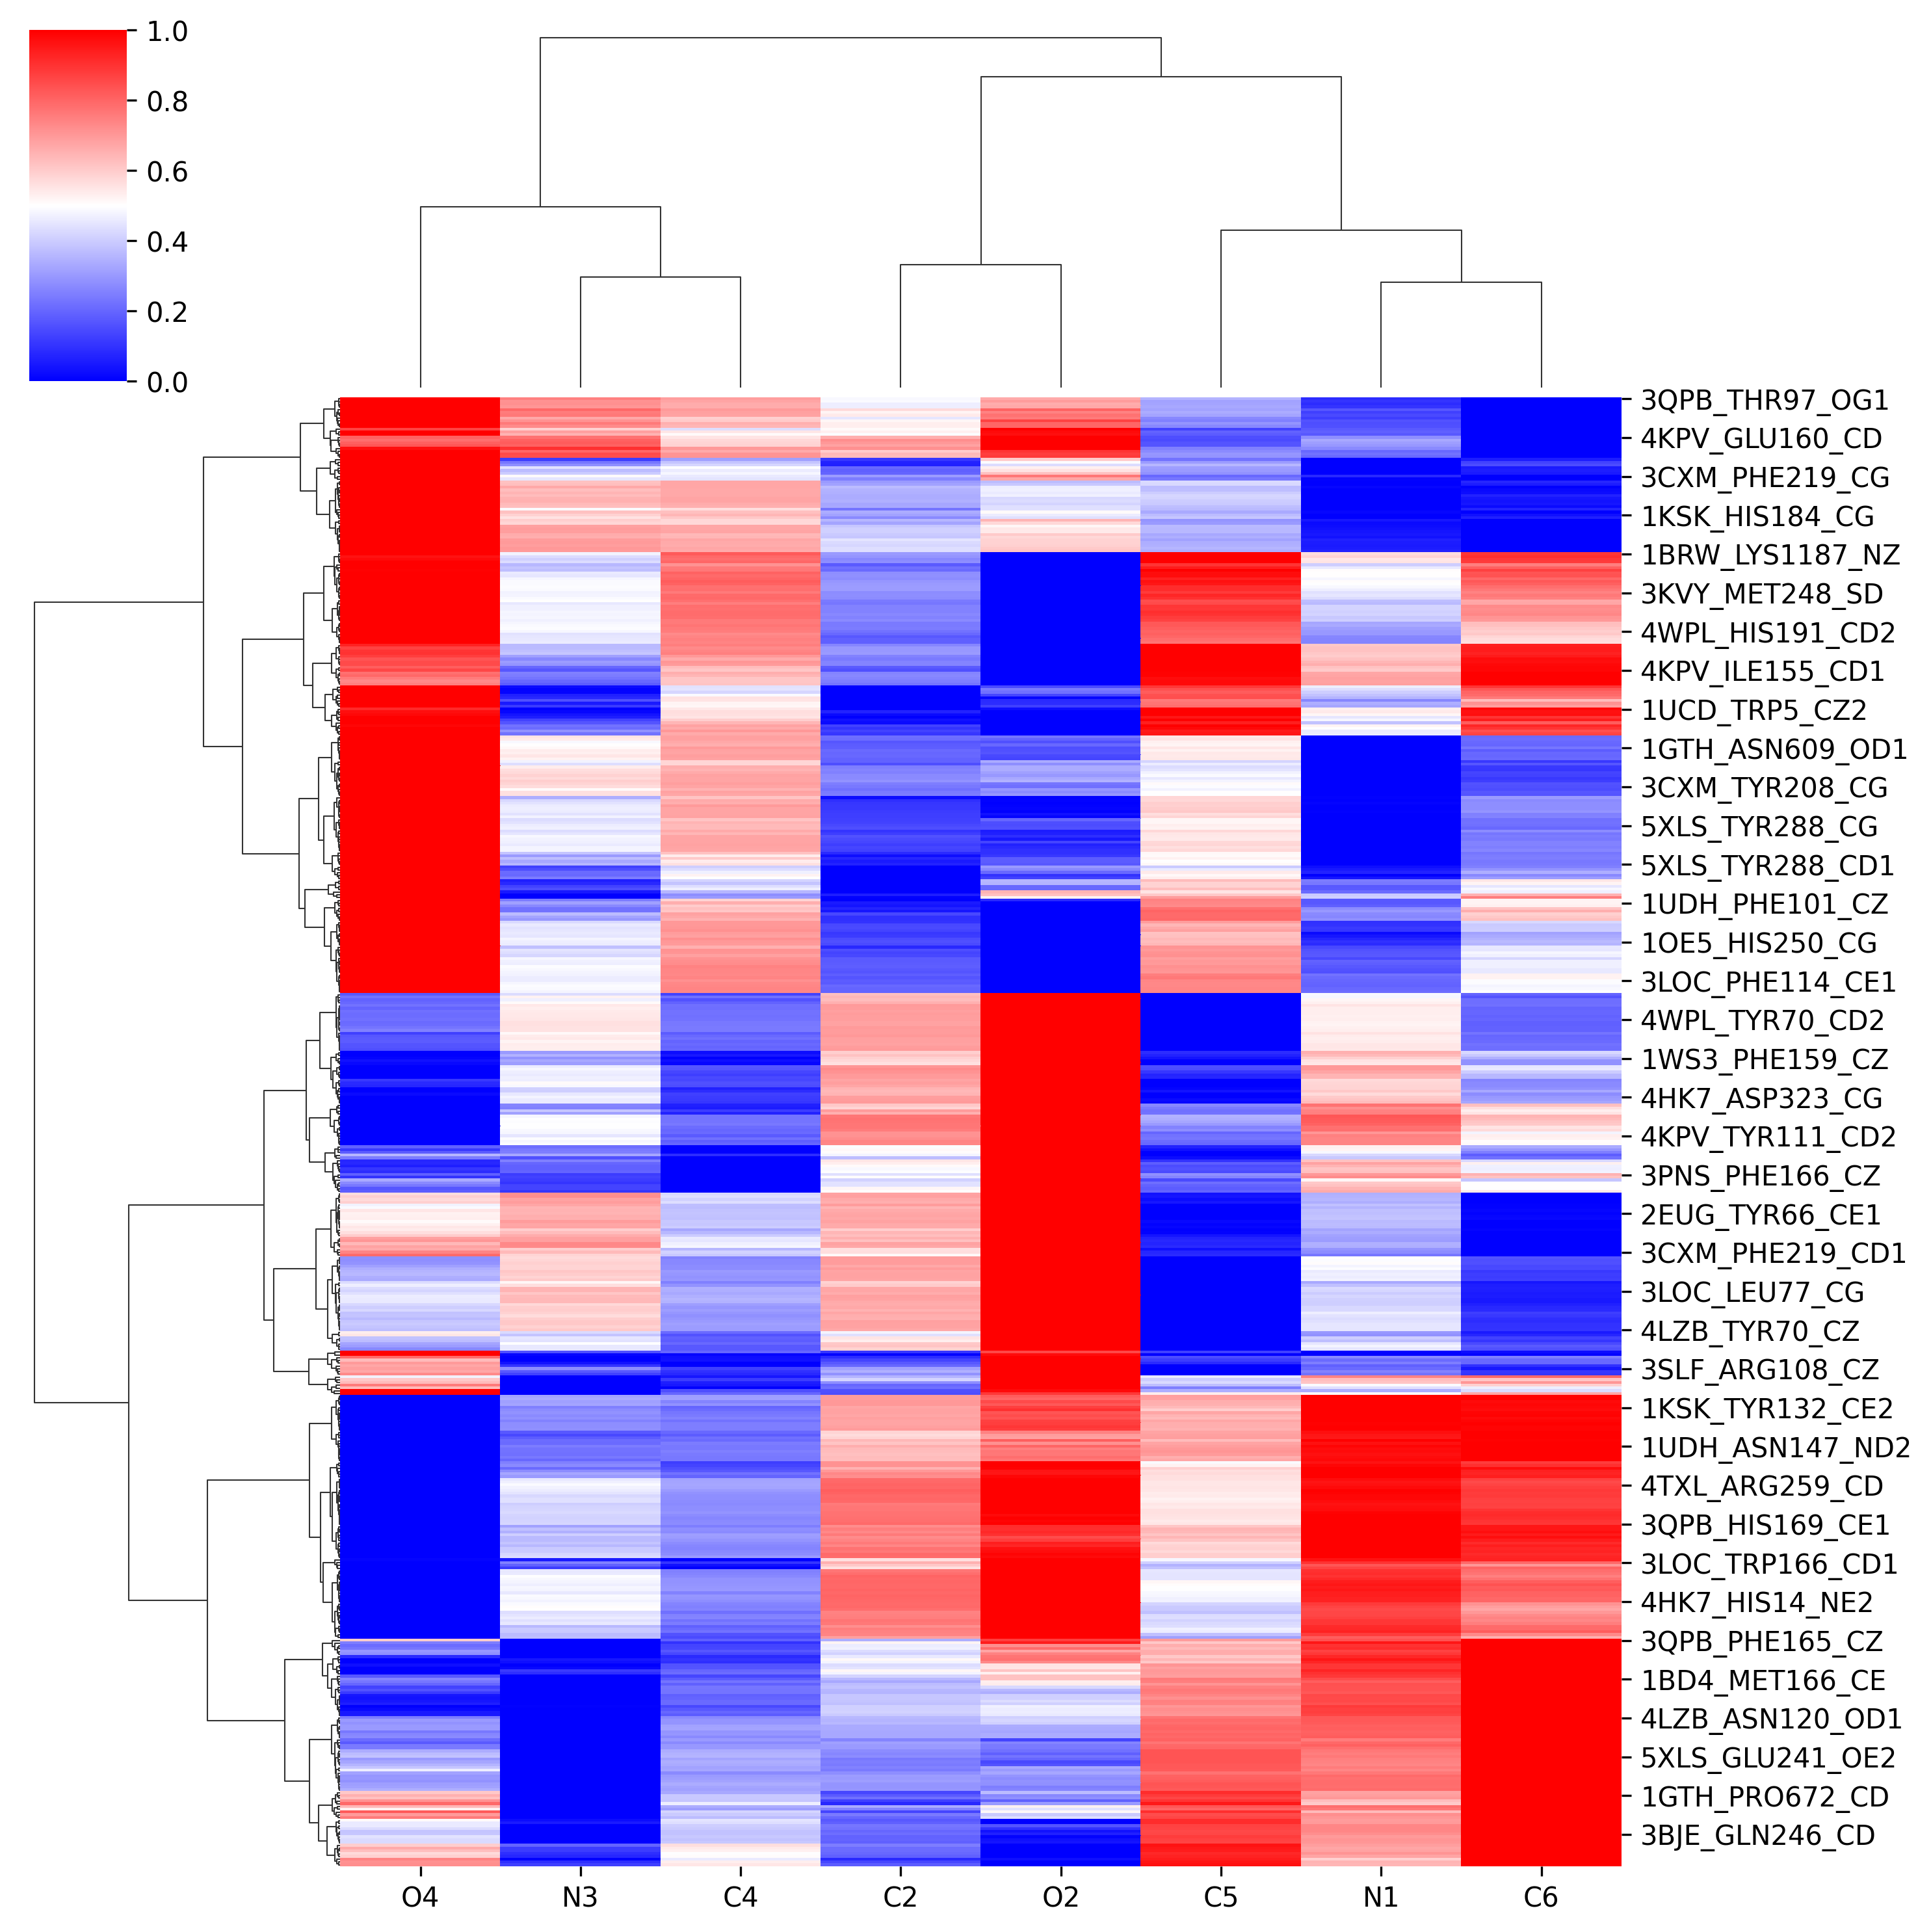 1.0
0.8
0.6
0.4
0.2
0.0
3QPB_THR97_OG1
4KPV_GLU160_CD
3CXM_PHE219_CG
1KSK_HIS184_CG
1BRW_LYS1187_NZ
3KVY_MET248_SD
4WPL_HIS191_CD2
4KPV_ILE155_CD1
1UCD_TRP5_CZ2
1GTH_ASN609_OD1
3CXM_TYR208_CG
5XLS_TYR288_CG
5XLS_TYR288_CD1
1UDH_PHE101_CZ
1OE5_HIS250_CG
3LOC_PHE114_CE1
4WPL_TYR70_CD2
1WS3_PHE159_CZ
4HK7_ASP323_CG
4KPV_TYR111_CD2
3PNS_PHE166_CZ
2EUG_TYR66_CE1
3CXM_PHE219_CD1
3LOC_LEU77_CG
4LZB_TYR70_CZ
3SLF_ARG108_CZ
1KSK_TYR132_CE2
1UDH_ASN147_ND2
4TXL_ARG259_CD
3QPB_HIS169_CE1
3LOC_TRP166_CD1
4HK7_HIS14_NE2
3QPB_PHE165_CZ
1BD4_MET166_CE
4LZB_ASN120_OD1
5XLS_GLU241_OE2
1GTH_PRO672_CD
3BJE_GLN246_CD
O4 N3 C4 C2 O2 C5 N1 C6